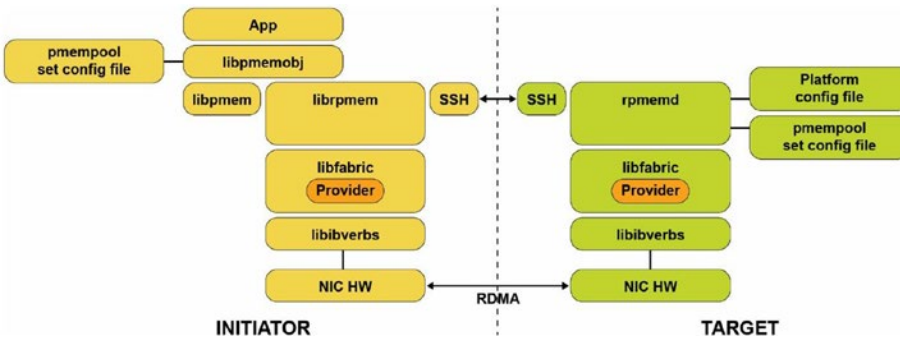 App
pmempool
set config file
libpmemobj
libpmem
librpmem
SSH
SSH
rpmemd
Platform
config file
pmempool
set config file
libfabric
Provider
libfabric
Provider
libibverbs
libibverbs
NIC HW
RDMA
NIC HW
INITIATOR
TARGET